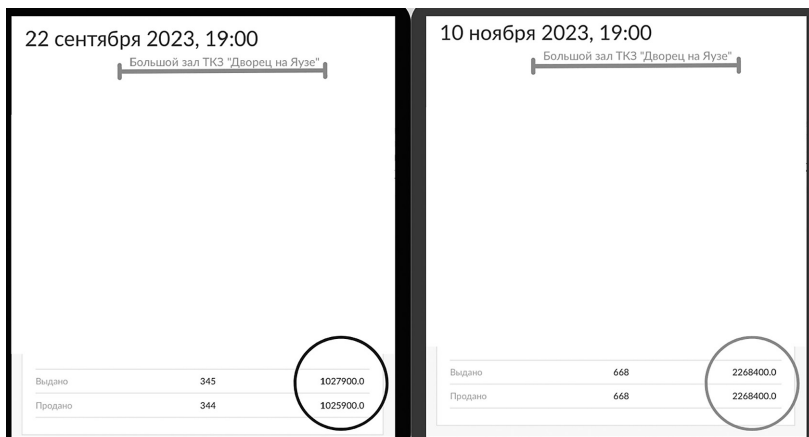 22 сентября 2023, 19:00
Большой зал ТКЗ "Дворец на Яузе"
Выдано 345 1027900.0
Продано 344 1025900.0
10 ноября 2023, 19:00
Большой зал ТКЗ "Дворец на Яузе"
Выдано 668 2268400.0
Продано 668 2268400.0